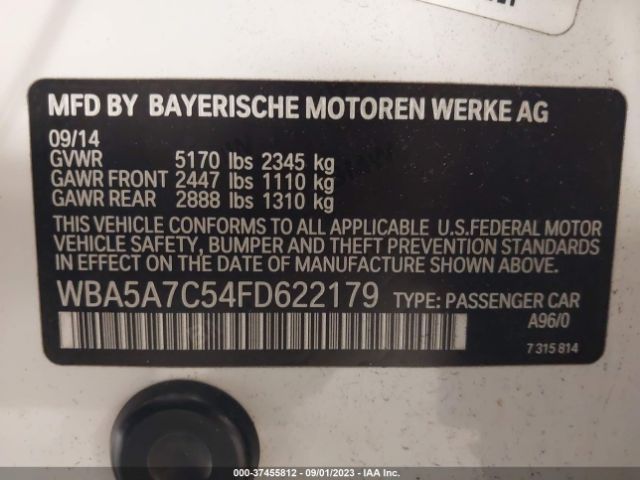 MFD BY BAYERISCHE MOTOREN WERKE AG
09/14
GVWR 5170 lbs 2345 kg
GAWR FRONT 2447 lbs 1110 kg
GAWR REAR 2888 lbs 1310 kg
THIS VEHICLE CONFORMS TO ALL APPLICABLE U.S.FEDERAL MOTOR
VEHICLE SAFETY, BUMPER AND THEFT PREVENTION STANDARDS
IN EFFECT ON THE DATE OF MANUFACTURE SHOWN ABOVE.
WBA5A7C54FD622179 TYPE: PASSENGER CAR
A96/0
7 315 814
000-37455812 - 09/01/2023 - IAA Inc.